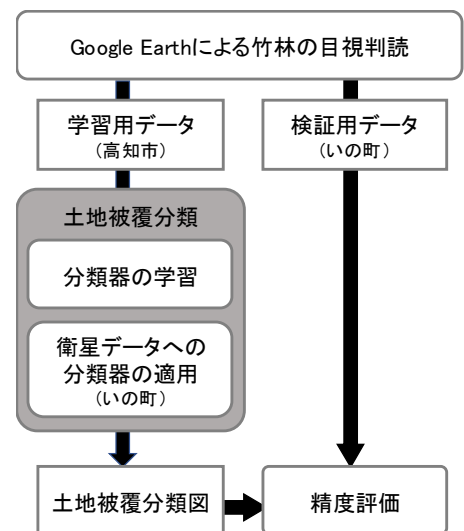 Google Earthによる竹林の目視判読
学習用データ
(高知市)
検証用データ
(いの町)
土地被覆分類
分類器の学習
衛星データへの
分類器の適用
(いの町)
土地被覆分類図
精度評価